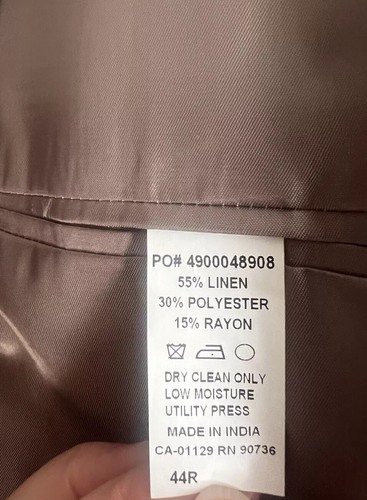 PO# 4900048908
55% LINEN
30% POLYESTER
15% RAYON
DRY CLEAN ONLY
LOW MOISTURE
UTILITY PRESS
MADE IN INDIA
CA-01129 RN 90736
44R